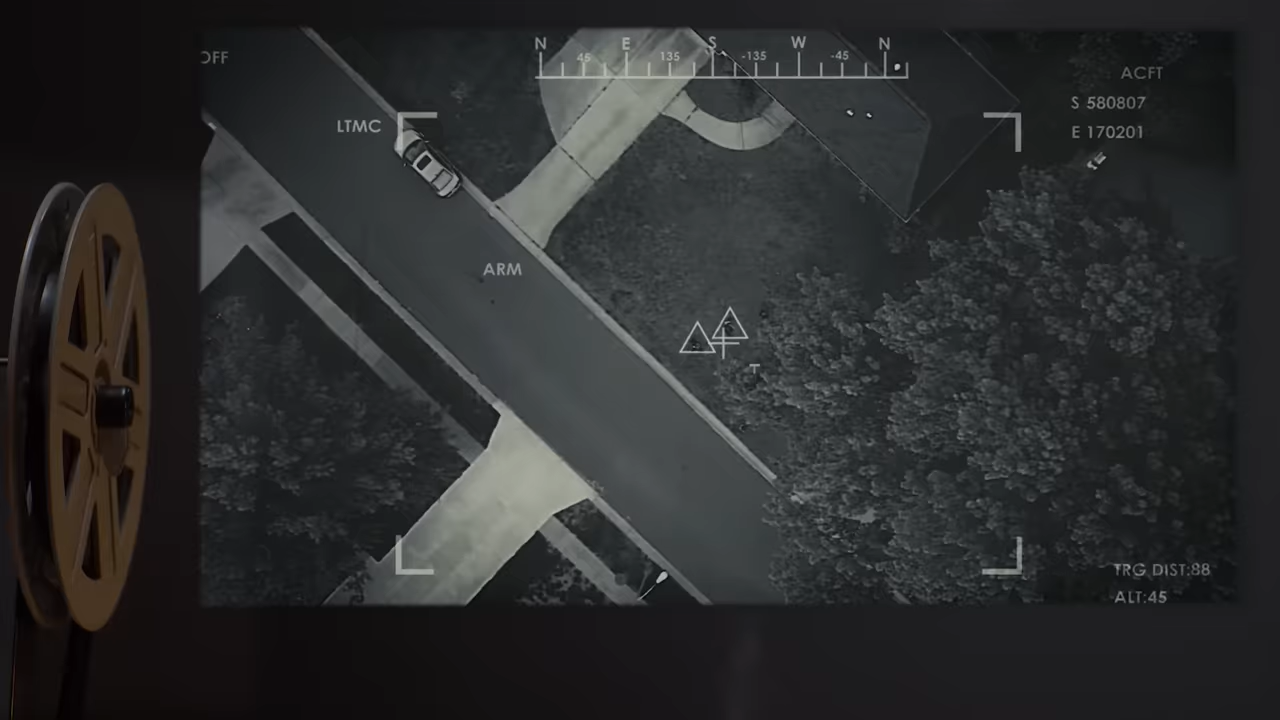 OFF
N E S W N
45 135 -135 -45
ACFT
S 580807
E 170201
LTMC
ARM
T
TRG DIST:88
ALT:45